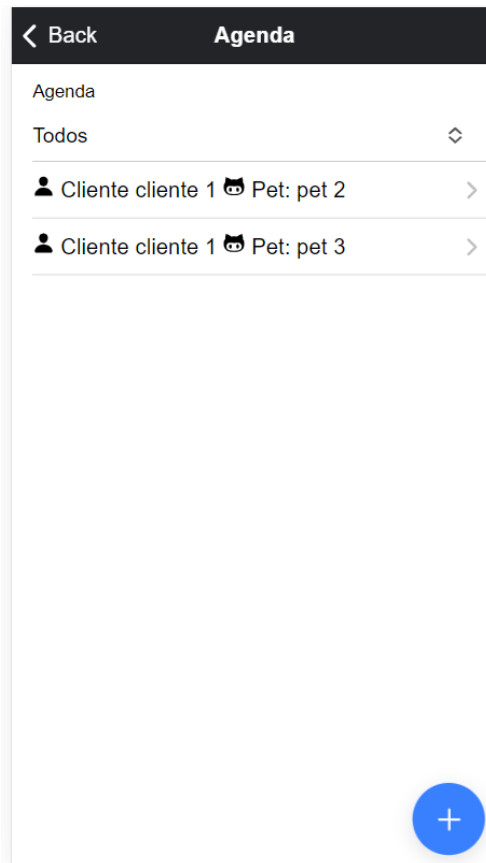 Back
Agenda
Agenda
Todos
Cliente cliente 1 Pet: pet 2
Cliente cliente 1 Pet: pet 3